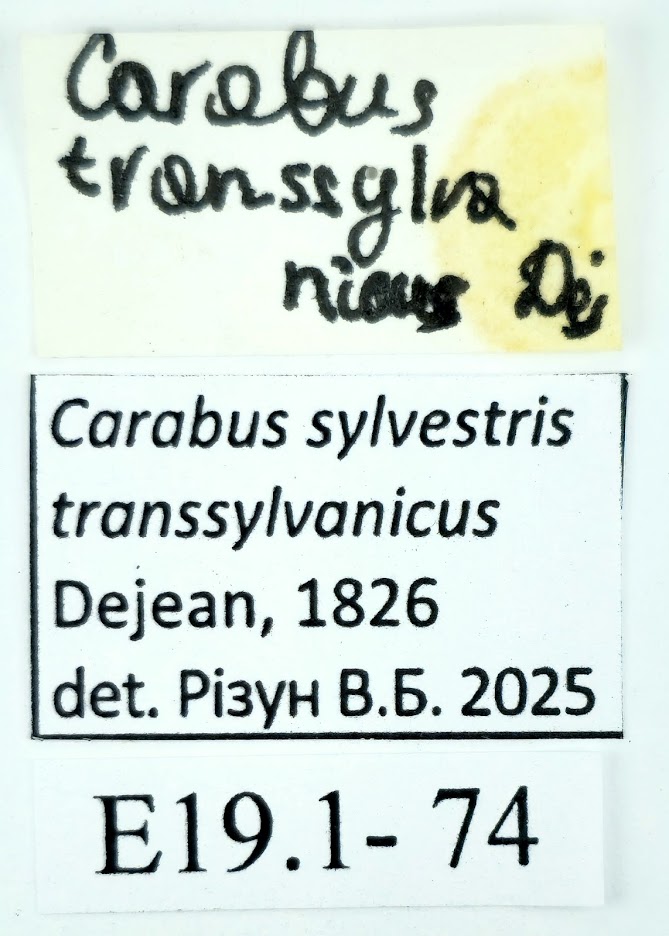 Carabus
transsylva
nicus Dej
Carabus sylvestris
transsylvanicus
Dejean, 1826
det. Різун В.Б. 2025
E19.1- 74